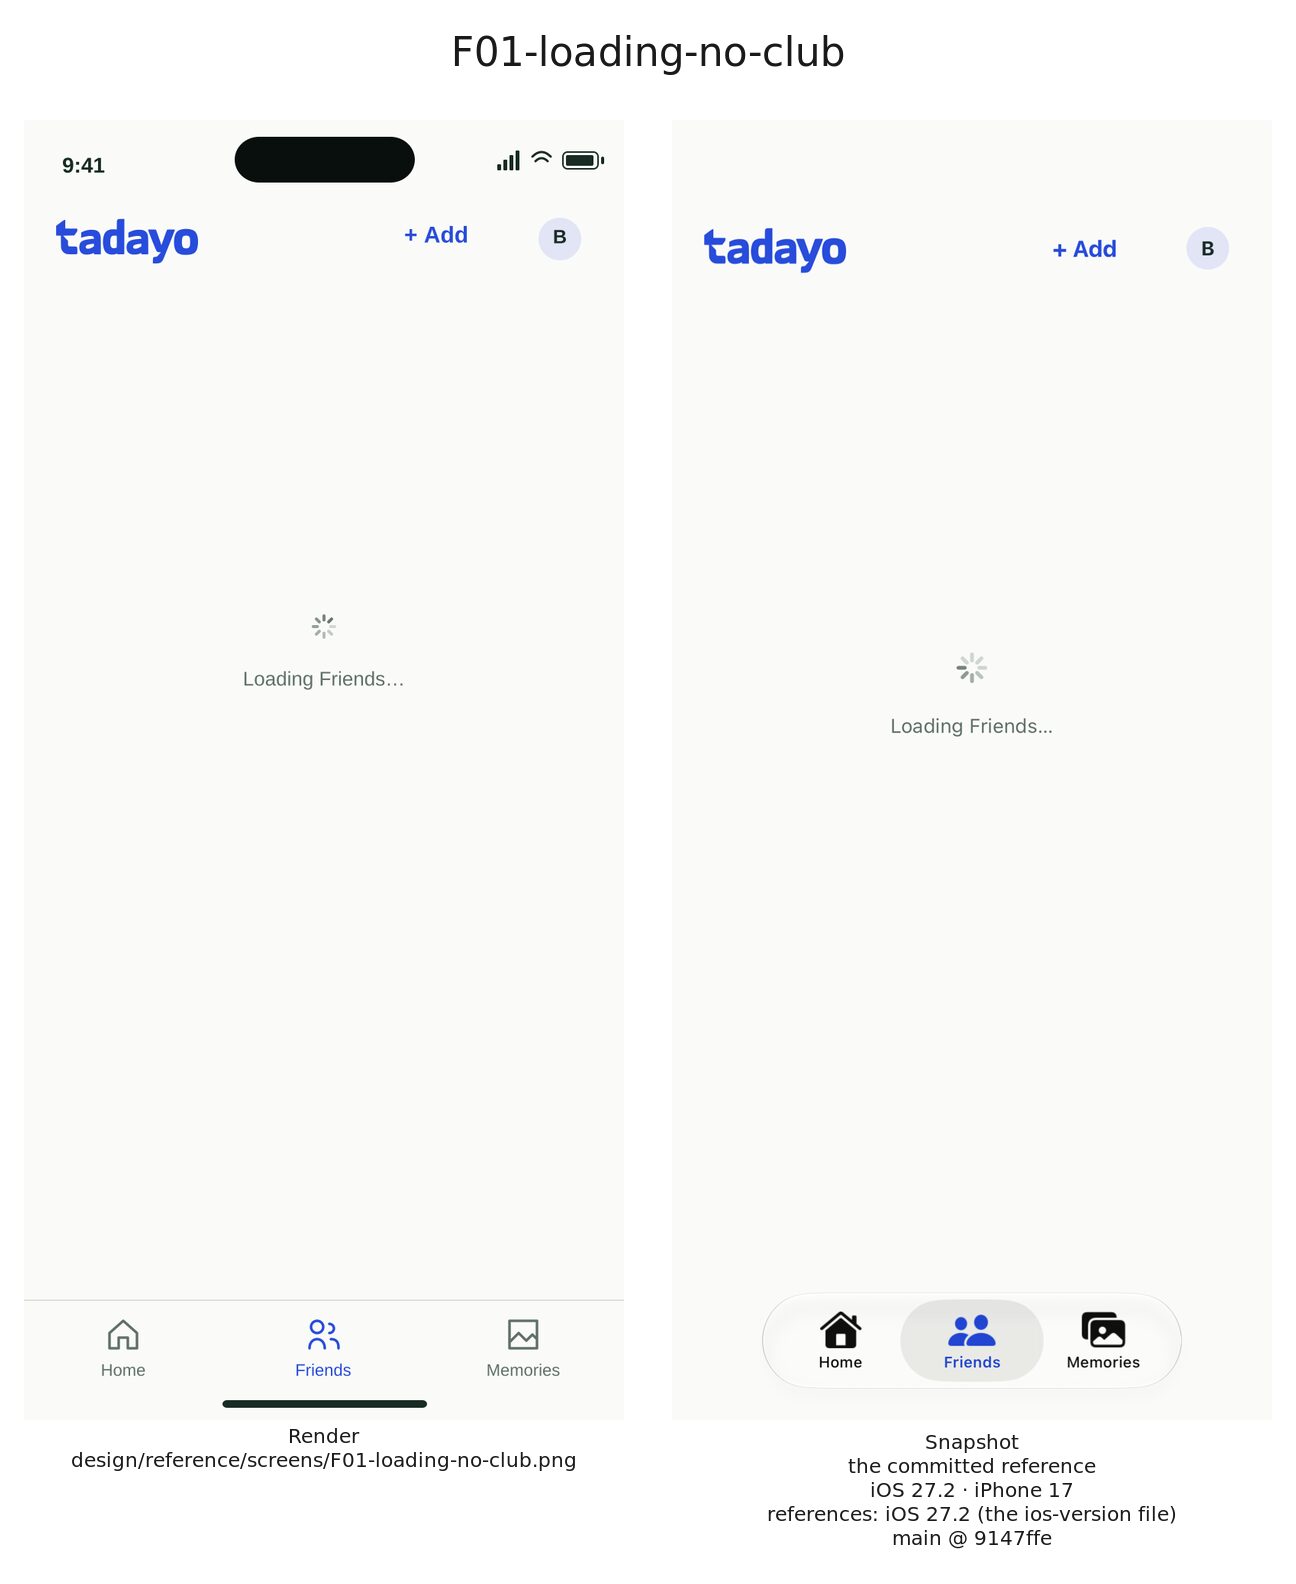 F01-loading-no-club
9:41
tadayo
+ Add
B
Loading Friends...
Home
Friends
Memories
Render
design/reference/screens/F01-loading-no-club.png
tadayo
+ Add
B
Loading Friends...
Home
Friends
Memories
Snapshot
the committed reference
iOS 27.2 · iPhone 17
references: iOS 27.2 (the ios-version file)
main @ 9147ffe